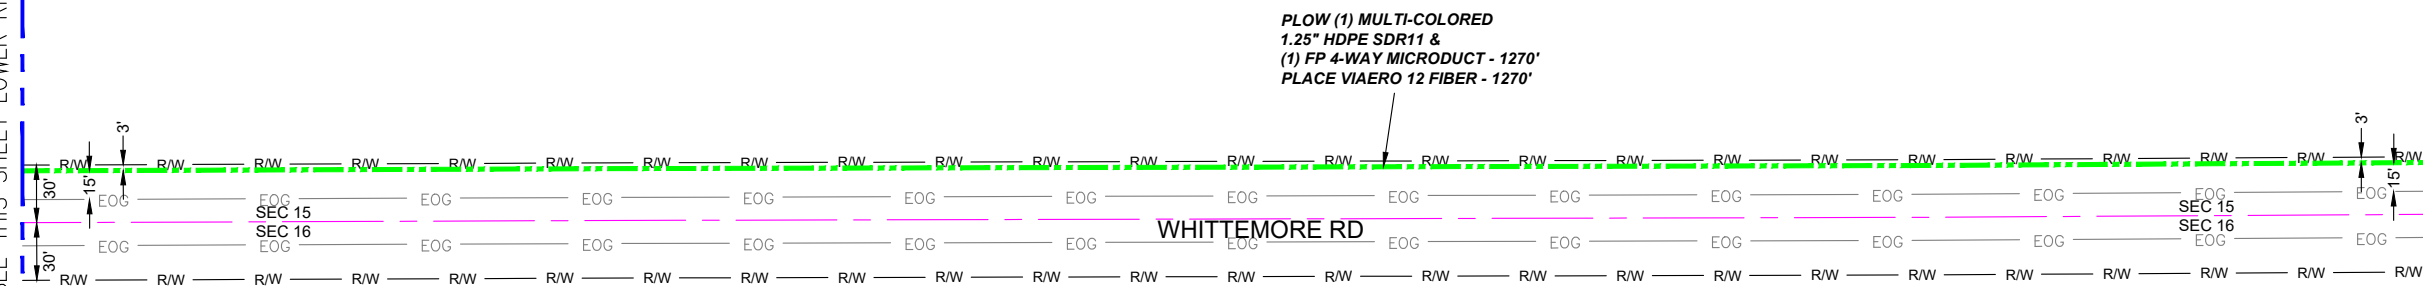 PLOW (1) MULTI-COLORED
1.25" HDPE SDR11 &
(1) FP 4-WAY MICRODUCT - 1270'
PLACE VIAERO 12 FIBER - 1270'
THIS SHEET LOWER
3' 3'
R/W R/W R/W R/W R/W R/W R/W R/W R/W R/W R/W R/W R/W R/W R/W R/W R/W R/W R/W R/W R/W R/W R/W R/W R/W
30' 15' 15'
EOG EOG EOG EOG EOG EOG EOG EOG EOG EOG EOG EOG EOG EOG EOG
SEC 15 SEC 15
SEC 16 WHITTEMORE RD SEC 16
EOG EOG EOG EOG EOG EOG EOG EOG EOG EOG EOG EOG EOG EOG EOG
30'
R/W R/W R/W R/W R/W R/W R/W R/W R/W R/W R/W R/W R/W R/W R/W R/W R/W R/W R/W R/W R/W R/W R/W R/W R/W